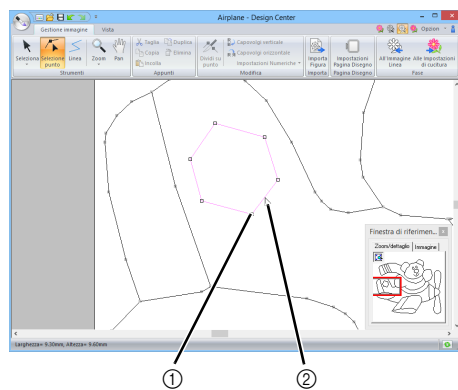 Airplane - Design Center
Gestione immagine Vista Option
Seleziona
Selezione punto
Linea
Zoom
Pan
Strumenti
Taglia Duplica
Copia Elimina
Incolla
Appunti
Dividi su punto
Capovolgi verticale
Capovolgi orizzontale
Impostazioni Numeriche
Modifica
Importa Figura
Importa
Impostazioni Pagina Disegno
Pagina Disegno
All Immagine Linea
Alle Impostazioni di cucitura
Fase
Finestra di riferimen...
Zoom/dettaglio Immagine
Larghezza= 9.30mm, Altezza= 9.60mm
① ②